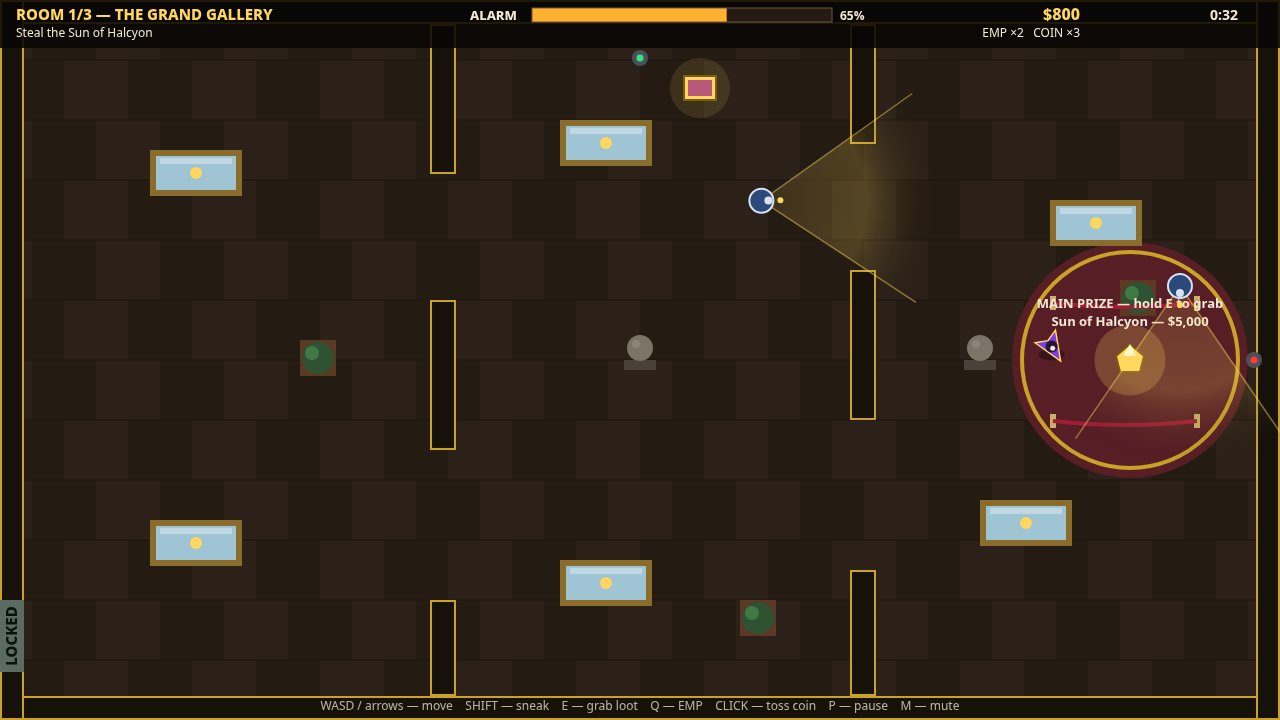 ROOM 1/3 — THE GRAND GALLERY
Steal the Sun of Halcyon
ALARM
65%
$800
EMP ×2 COIN ×3
0:32
MAIN PRIZE — hold E to grab
Sun of Halcyon — $5,000
LOCKED
WASD / arrows — move SHIFT — sneak E — grab loot Q — EMP CLICK — toss coin P — pause M — mute